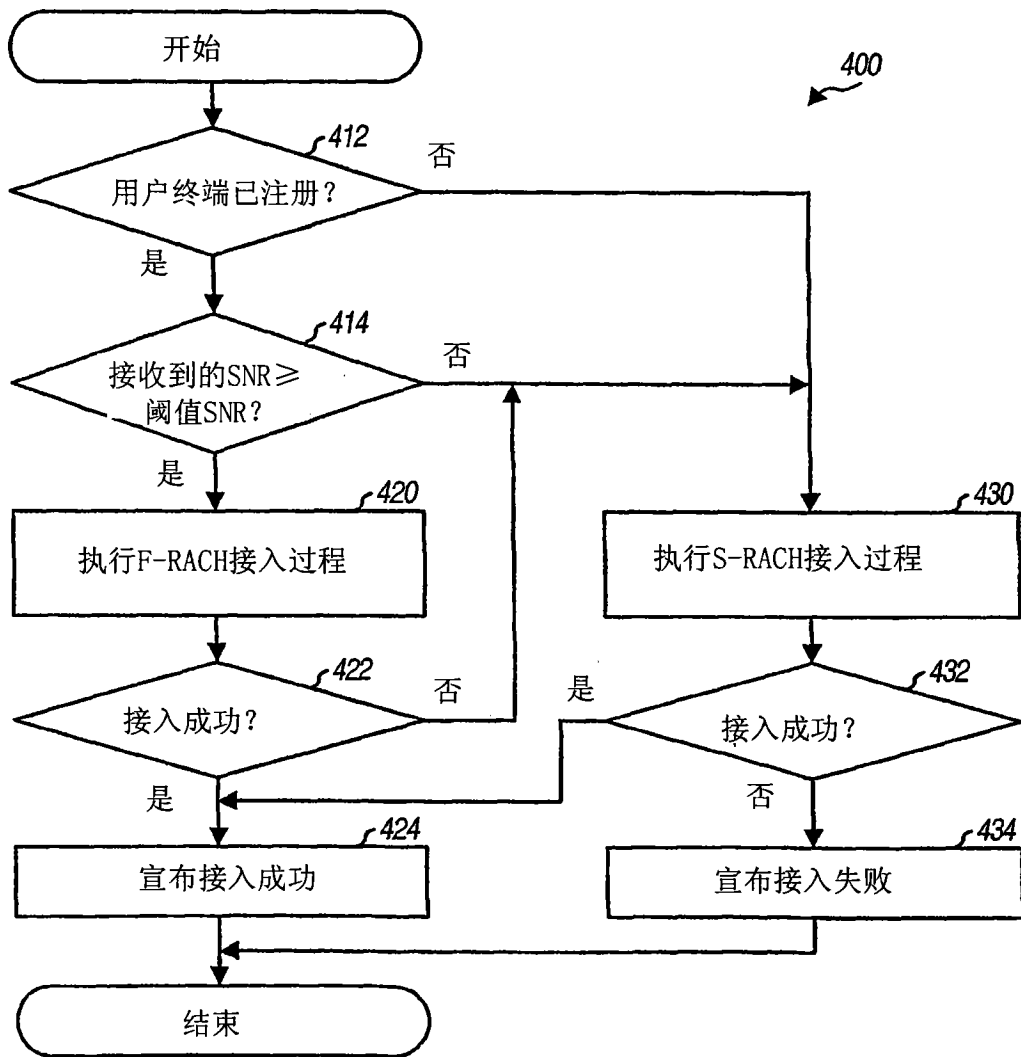 开始
400
412
用户终端已注册？
否
是
414
接收到的SNR≥
阈值SNR？
否
是
420
执行F-RACH接入过程
430
执行S-RACH接入过程
422
接入成功？
否
是
432
接入成功？
是
否
424
宣布接入成功
434
宣布接入失败
结束